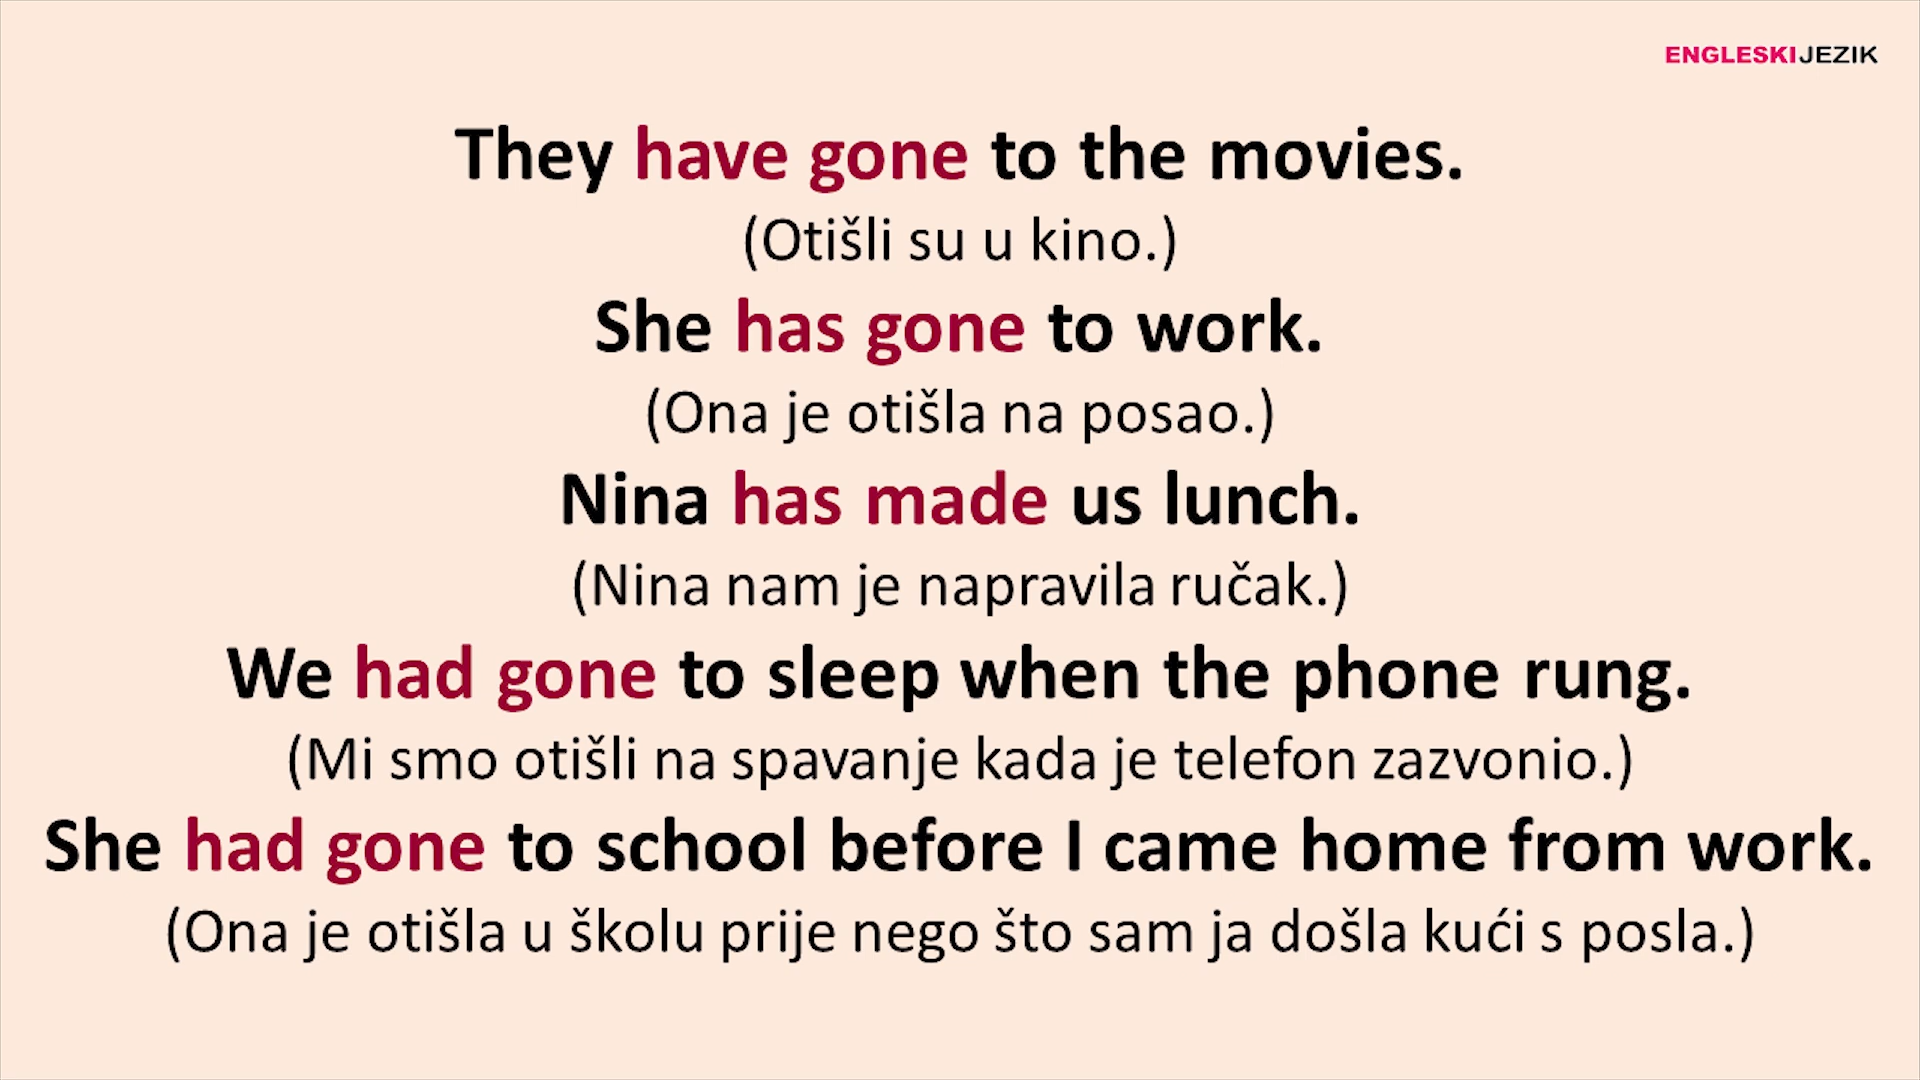 ENGLESKIJEZIK
They have gone to the movies.
(Otišli su u kino.)
She has gone to work.
(Ona je otišla na posao.)
Nina has made us lunch.
(Nina nam je napravila ručak.)
We had gone to sleep when the phone rung.
(Mi smo otišli na spavanje kada je telefon zazvonio.)
She had gone to school before I came home from work.
(Ona je otišla u školu prije nego što sam ja došla kući s posla.)